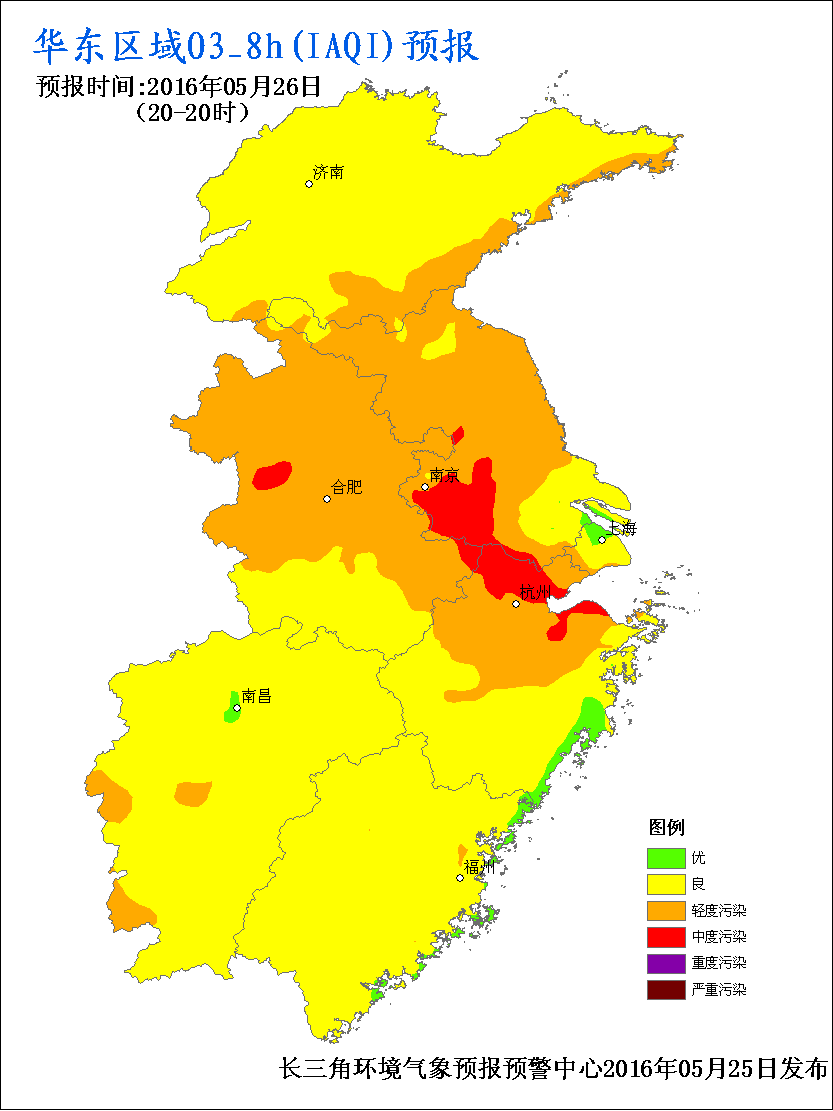 华东区域O3_8h(IAQI)预报
预报时间:2016年05月26日
(20-20时)
济南
南京
合肥
上海
杭州
南昌
福州
图例
优
良
轻度污染
中度污染
重度污染
严重污染
长三角环境气象预报预警中心2016年05月25日发布